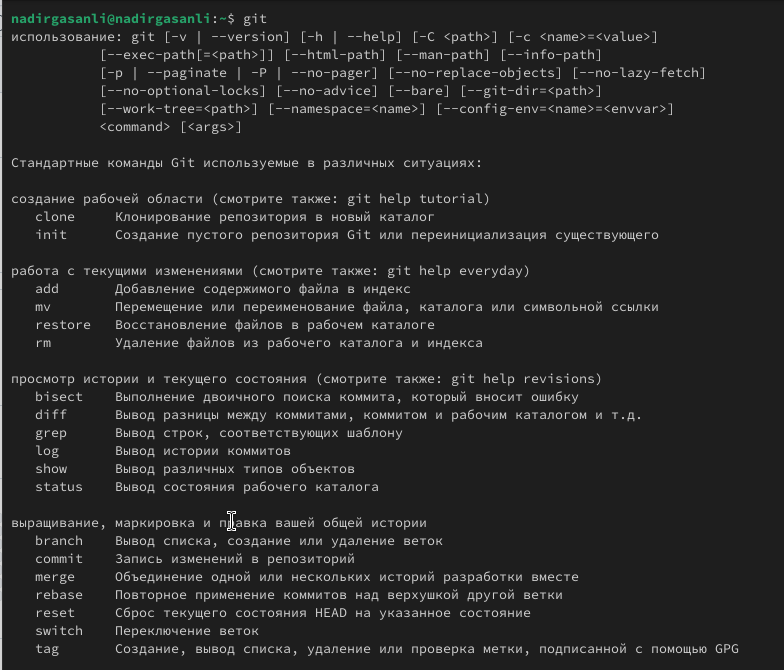 nadirgasanli@nadirgasanli:~$ git
использование: git [-v | --version] [-h | --help] [-C <path>] [-c <name>=<value>]
           [--exec-path[=<path>]] [--html-path] [--man-path] [--info-path]
           [-p | --paginate | -P | --no-pager] [--no-replace-objects] [--no-lazy-fetch]
           [--no-optional-locks] [--no-advice] [--bare] [--git-dir=<path>]
           [--work-tree=<path>] [--namespace=<name>] [--config-env=<name>=<envvar>]
           <command> [<args>]

Стандартные команды Git используемые в различных ситуациях:

создание рабочей области (смотрите также: git help tutorial)
   clone     Клонирование репозитория в новый каталог
   init      Создание пустого репозитория Git или переинициализация существующего

работа с текущими изменениями (смотрите также: git help everyday)
   add       Добавление содержимого файла в индекс
   mv        Перемещение или переименование файла, каталога или символьной ссылки
   restore   Восстановление файлов в рабочем каталоге
   rm        Удаление файлов из рабочего каталога и индекса

просмотр истории и текущего состояния (смотрите также: git help revisions)
   bisect    Выполнение двоичного поиска коммита, который вносит ошибку
   diff      Вывод разницы между коммитами, коммитом и рабочим каталогом и т.д.
   grep      Вывод строк, соответствующих шаблону
   log       Вывод истории коммитов
   show      Вывод различных типов объектов
   status    Вывод состояния рабочего каталога

выращивание, маркировка и правка вашей общей истории
   branch    Вывод списка, создание или удаление веток
   commit    Запись изменений в репозиторий
   merge     Объединение одной или нескольких историй разработки вместе
   rebase    Повторное применение коммитов над верхушкой другой ветки
   reset     Сброс текущего состояния HEAD на указанное состояние
   switch    Переключение веток
   tag       Создание, вывод списка, удаление или проверка метки, подписанной с помощью GPG